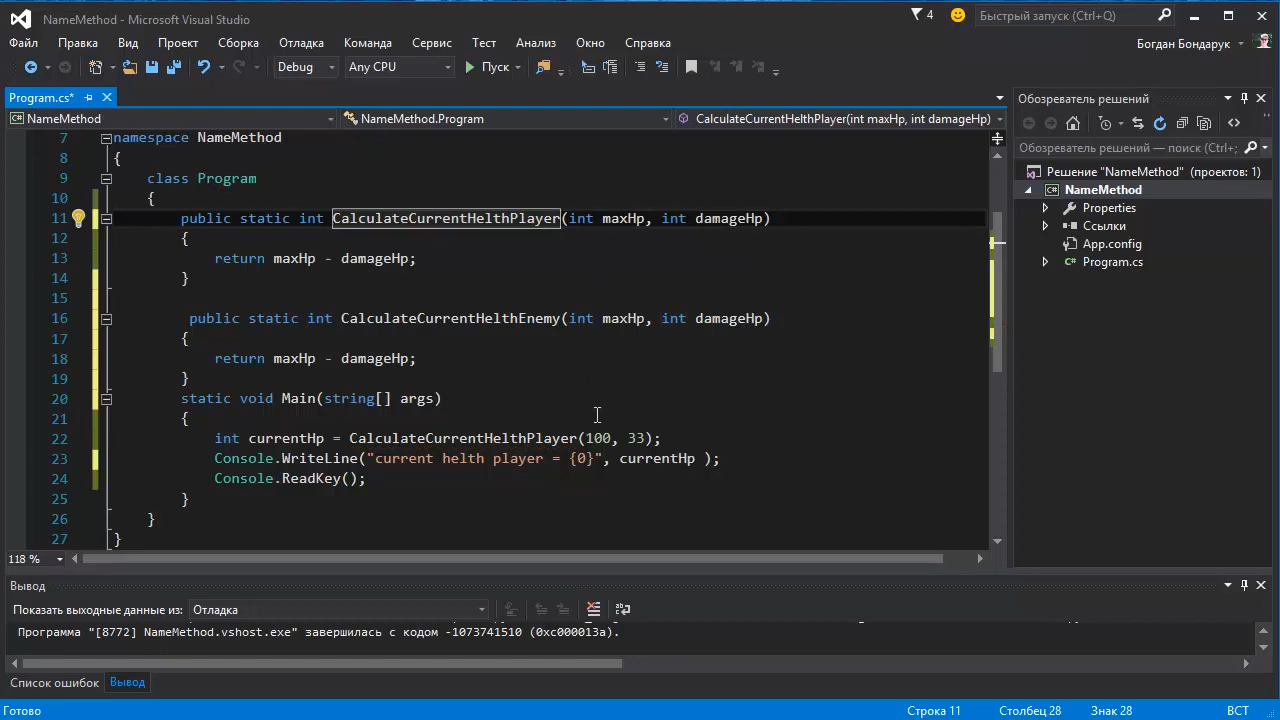 NameMethod - Microsoft Visual Studio
4
Быстрый запуск (Ctrl+Q)
Файл Правка Вид Проект Сборка Отладка Команда Сервис Тест Анализ Окно Справка
Богдан Бондарук
Debug Any CPU Пуск
Program.cs*
NameMethod NameMethod.Program CalculateCurrentHelthPlayer(int maxHp, int damageHp)
7 namespace NameMethod
8 {
9 class Program
10 {
11 public static int CalculateCurrentHelthPlayer(int maxHp, int damageHp)
12 {
13 return maxHp - damageHp;
14 }
15
16 public static int CalculateCurrentHelthEnemy(int maxHp, int damageHp)
17 {
18 return maxHp - damageHp;
19 }
20 static void Main(string[] args)
21 {
22 int currentHp = CalculateCurrentHelthPlayer(100, 33);
23 Console.WriteLine("current helth player = {0}", currentHp );
24 Console.ReadKey();
25 }
26 }
27 }
118 %
Обозреватель решений
Обозреватель решений — поиск (Ctrl+;
Решение "NameMethod" (проектов: 1)
NameMethod
Properties
Ссылки
App.config
Program.cs
Вывод
Показать выходные данные из: Отладка
Программа "[8772] NameMethod.vshost.exe" завершилась с кодом -1073741510 (0xc000013a).
Список ошибок Вывод
Готово Строка 11 Столбец 28 Знак 28 ВСТ